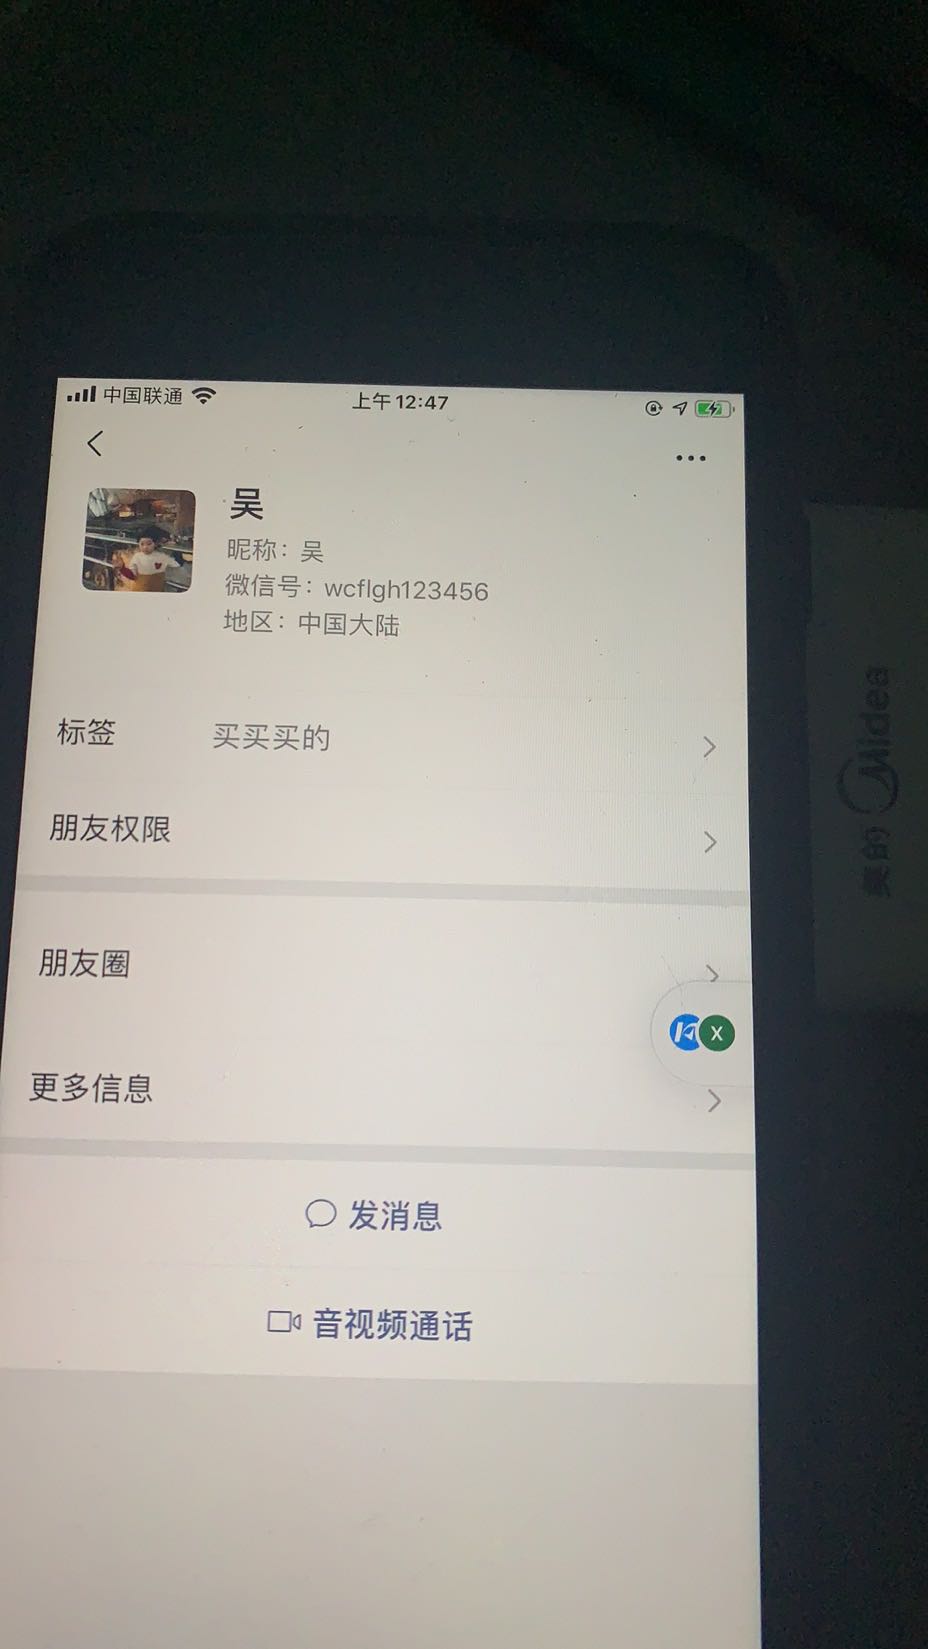 中国联通
上午12:47
吴
昵称：吴
微信号：wcflgh123456
地区：中国大陆
标签 买买买的
朋友权限
朋友圈
X
更多信息
发消息
音视频通话
美的 Midea